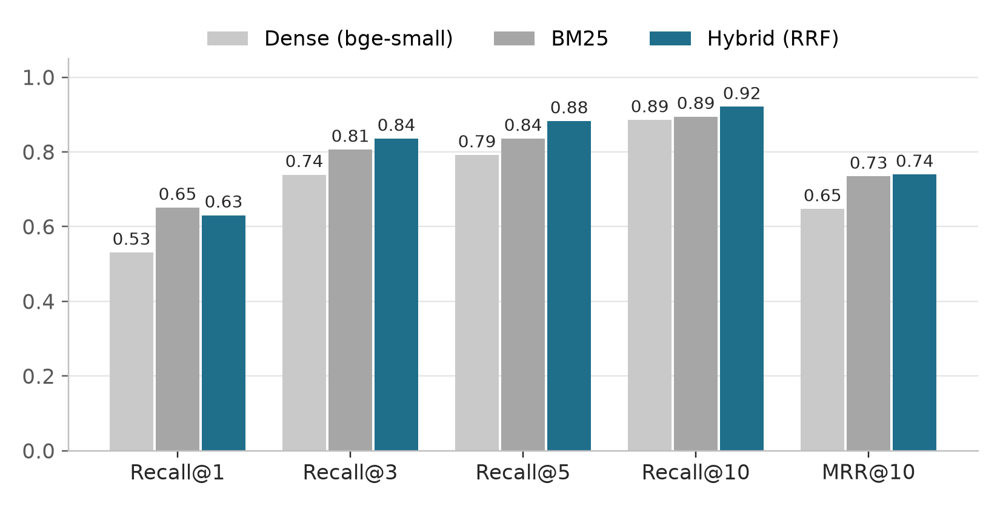 Dense (bge-small) BM25 Hybrid (RRF)
1.0
0.8
0.6
0.4
0.2
0.0
0.53 0.65 0.63
0.74 0.81 0.84
0.79 0.84 0.88
0.89 0.89 0.92
0.65 0.73 0.74
Recall@1 Recall@3 Recall@5 Recall@10 MRR@10